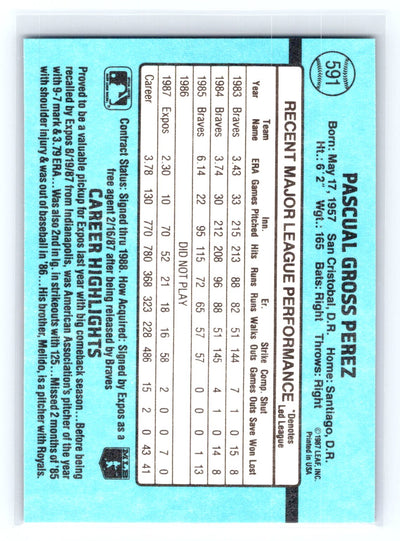 591
PASCUAL GROSS PEREZ
Born: May 17, 1957 San Cristobal, D.R. Home: Santiago, D.R.
Ht.: 6'2" Wgt.: 165 Bats: Right Throws: Right
© 1987 LEAF, INC.
Printed in USA
RECENT MAJOR LEAGUE PERFORMANCE
*Denotes
Led League
Team Inn. Er. Strike Comp. Shut
Year Name ERA Games Pitched Hits Runs Runs Walks Outs Games Outs Save Won Lost
1983 Braves 3.43 33 215 213 88 82 51 144 7 1 0 15 8
1984 Braves 3.74 30 212 208 96 88 51 145 4 1 0 14 8
1985 Braves 6.14 22 95 115 72 65 57 57 0 0 0 1 13
1986 DID NOT PLAY
1987 Expos 2.30 10 70 52 21 18 16 58 2 0 0 7 0
Career 3.78 130 770 780 368 323 228 486 15 2 0 43 41
Contract Status: Signed thru 1988. How Acquired: Signed by Expos as a
free agent 2/16/87 after being released by Braves
CAREER HIGHLIGHTS
MLB
Proved to be a valuable pickup for Expos last year with big comeback season... Before being
recalled by Expos 8/19/87 from Indianapolis, was American Association's pitcher of the year
with 9-7 mark & 3.79 ERA... Was also 2nd in lg. in strikeouts with 125... Missed 2 months of '85
with shoulder injury & was out of baseball in '86... His brother, Melido, is a pitcher with Royals.